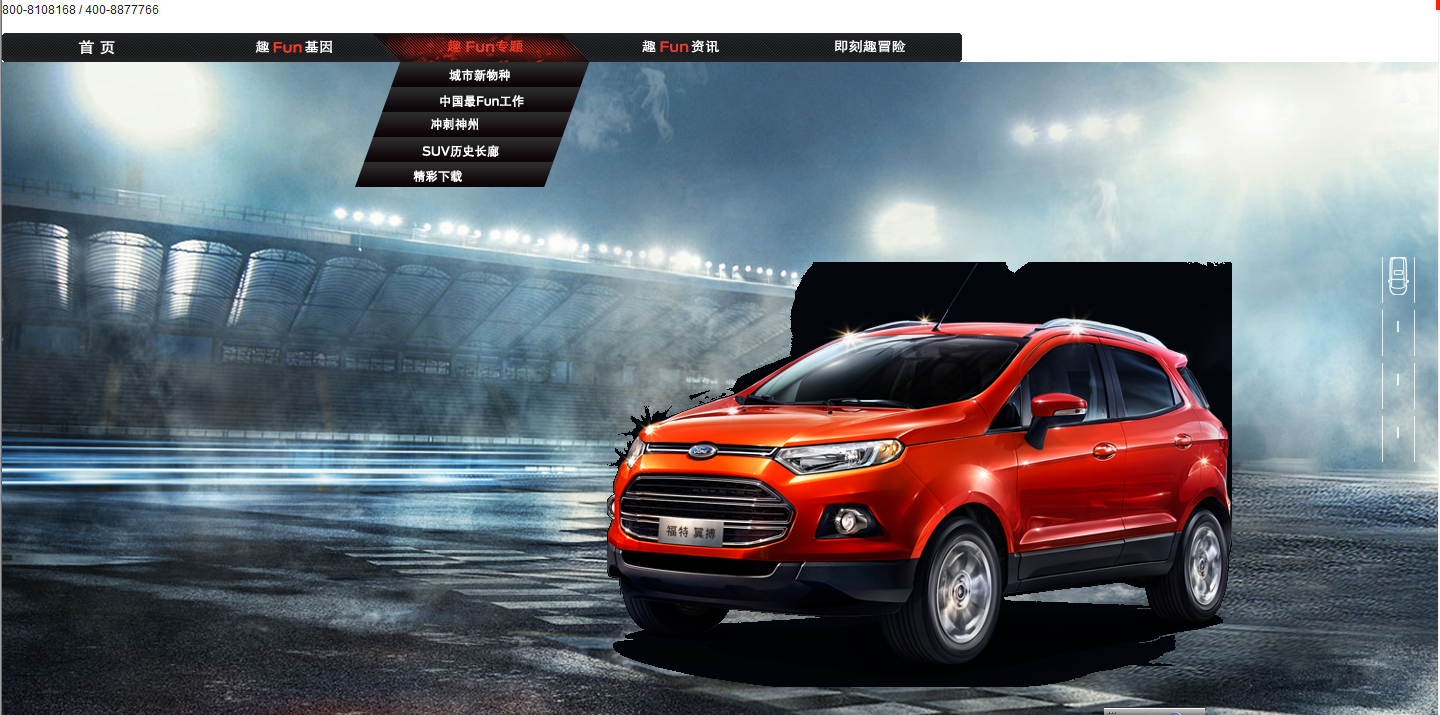 800-8108168 / 400-8877766
首 页 趣Fun基因 趣Fun专题 趣Fun资讯 即刻趣冒险
城市新物种
中国最Fun工作
冲刺神州
SUV历史长廊
精彩下载
Ford
福特 翼搏